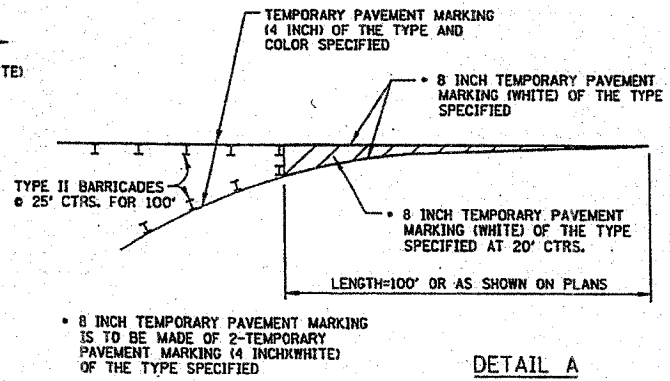 TEMPORARY PAVEMENT MARKING
(4 INCH) OF THE TYPE AND
COLOR SPECIFIED
TE)
• 8 INCH TEMPORARY PAVEMENT
MARKING (WHITE) OF THE TYPE
SPECIFIED
TYPE II BARRICADES
@ 25' CTRS. FOR 100'
• 8 INCH TEMPORARY PAVEMENT
MARKING (WHITE) OF THE TYPE
SPECIFIED AT 20' CTRS.
LENGTH=100' OR AS SHOWN ON PLANS
• 8 INCH TEMPORARY PAVEMENT MARKING
IS TO BE MADE OF 2-TEMPORARY
PAVEMENT MARKING (4 INCH)(WHITE)
OF THE TYPE SPECIFIED
DETAIL A